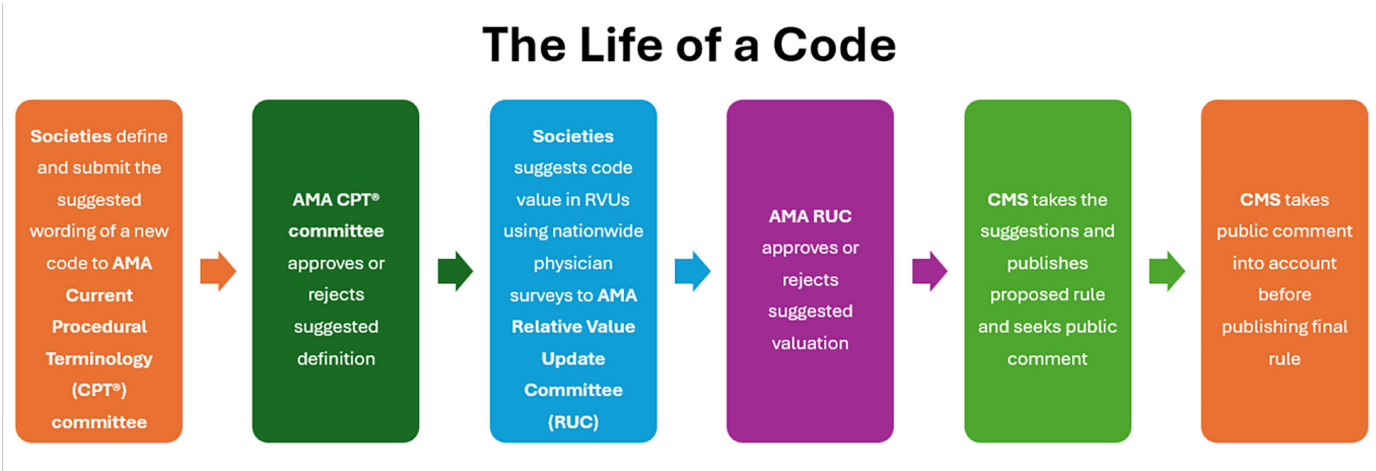 The Life of a Code
Societies define
and submit the
suggested
wording of a new
code to AMA
Current
Procedural
Terminology
(CPT®)
committee
AMA CPT®
committee
approves or
rejects
suggested
definition
Societies
suggests code
value in RVUs
using nationwide
physician
surveys to AMA
Relative Value
Update
Committee
(RUC)
AMA RUC
approves or
rejects
suggested
valuation
CMS takes the
suggestions and
publishes
proposed rule
and seeks public
comment
CMS takes
public comment
into account
before
publishing final
rule